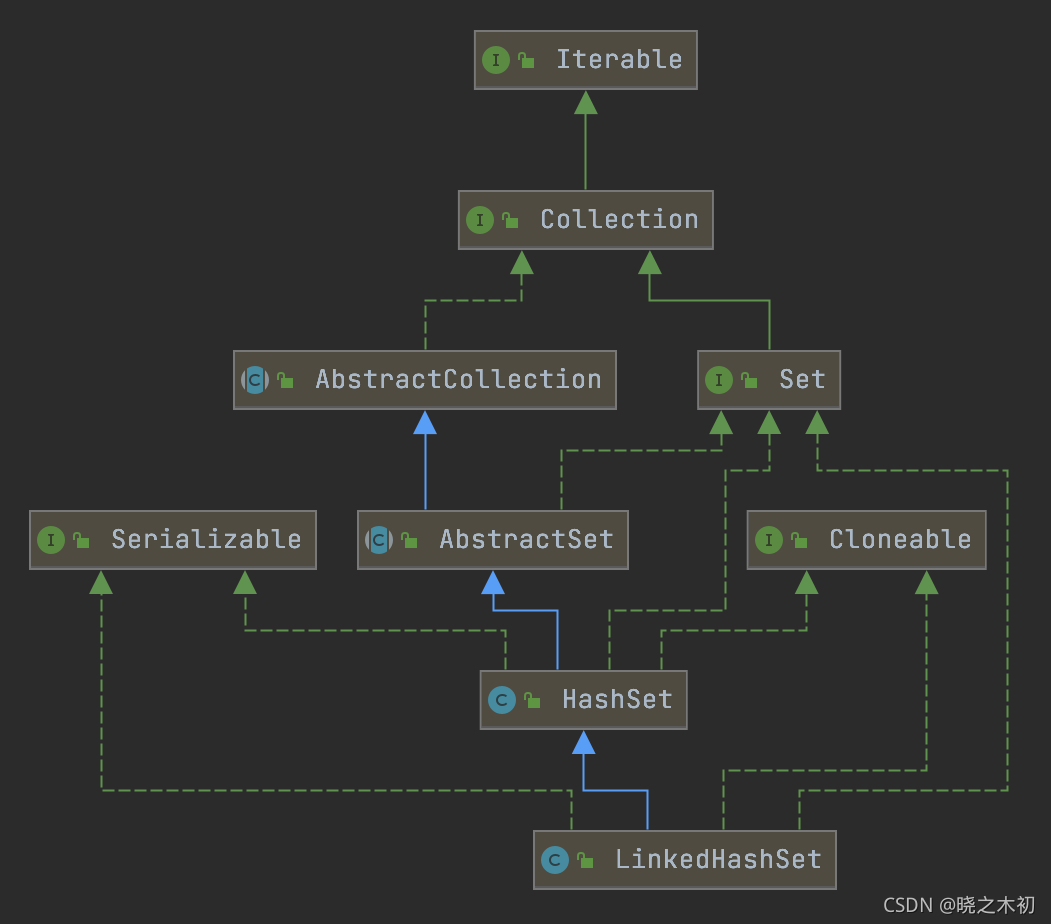 I Iterable
I Collection
C AbstractCollection
I Set
I Serializable
C AbstractSet
I Cloneable
C HashSet
C LinkedHashSet
CSDN @晓之木初